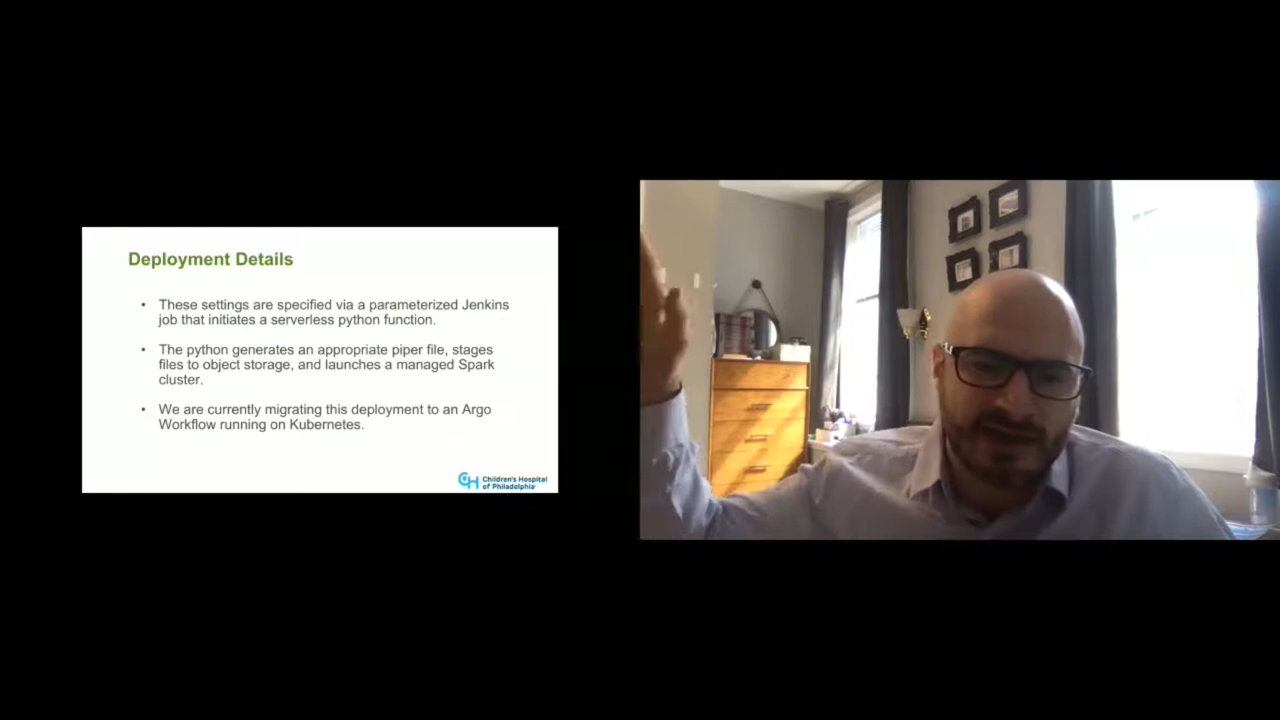 Deployment Details
• These settings are specified via a parameterized Jenkins
job that initiates a serverless python function.
• The python generates an appropriate piper file, stages
files to object storage, and launches a managed Spark
cluster.
• We are currently migrating this deployment to an Argo
Workflow running on Kubernetes.
CH Children's Hospital
of Philadelphia